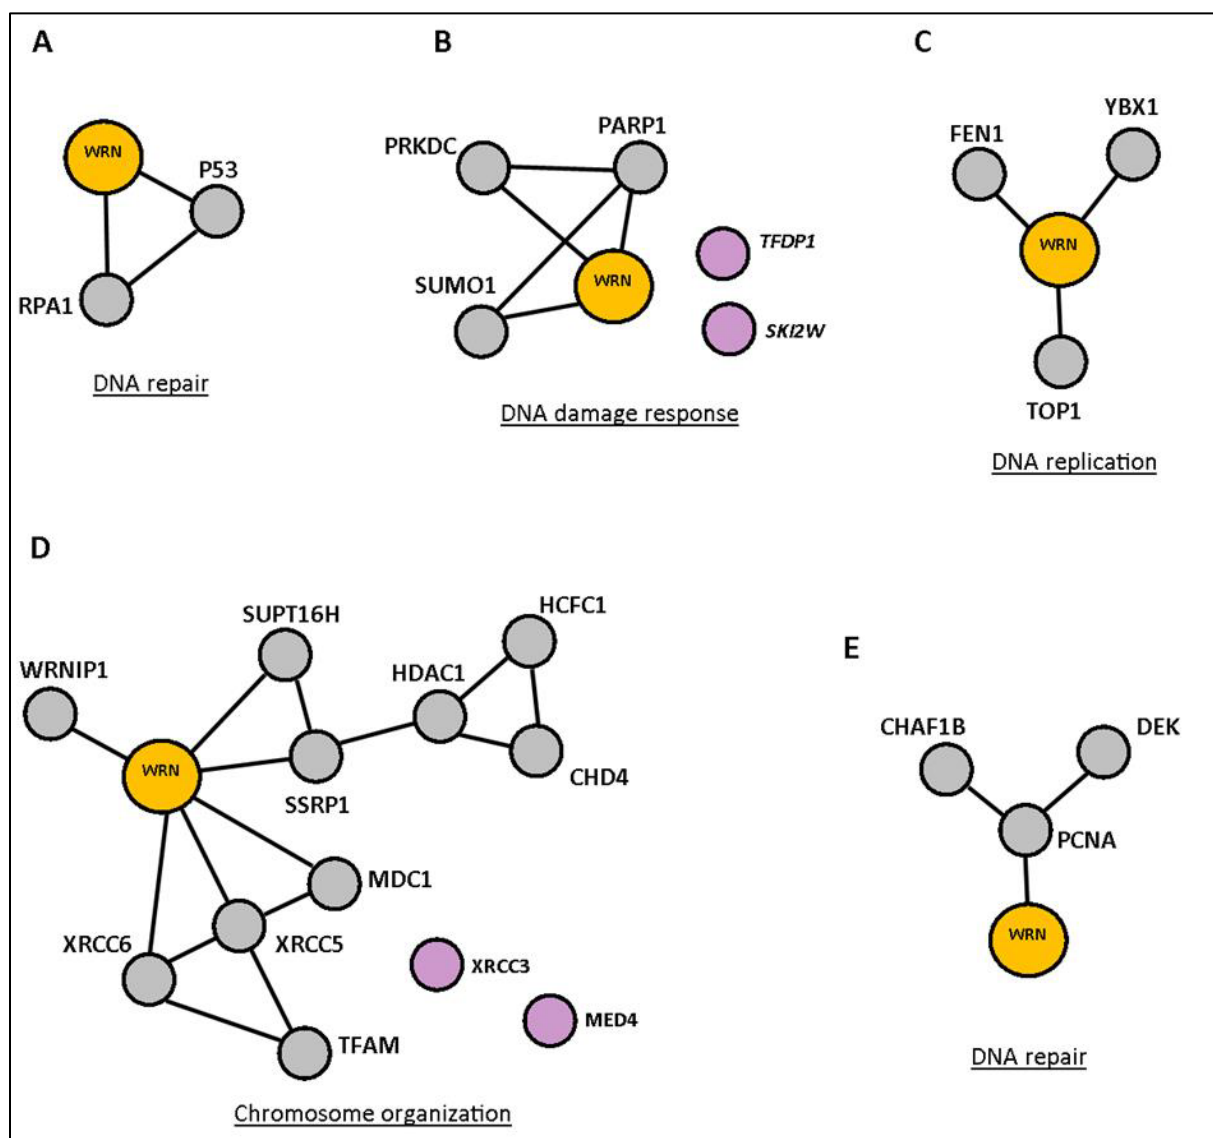 A
WRN
P53
RPA1
DNA repair
B
PRKDC
PARP1
SUMO1
WRN
TFDP1
SKI2W
DNA damage response
C
FEN1
YBX1
WRN
TOP1
DNA replication
D
WRNIP1
SUPT16H
HCFC1
HDAC1
WRN
SSRP1
CHD4
MDC1
XRCC6
XRCC5
XRCC3
MED4
TFAM
Chromosome organization
E
CHAF1B
DEK
PCNA
WRN
DNA repair